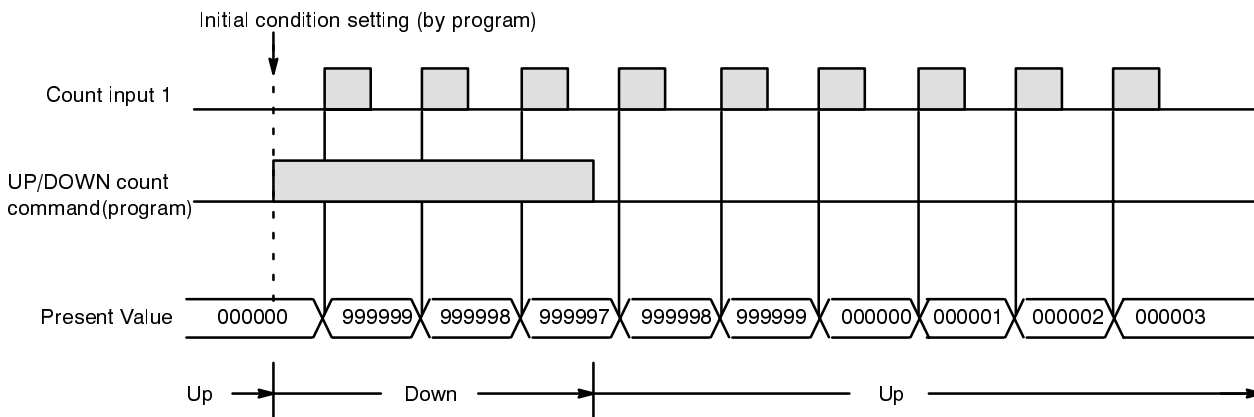 Initial condition setting (by program)
Count input 1
UP/DOWN count
command(program)
Present Value 000000 999999 999998 999997 999998 999999 000000 000001 000002 000003
Up Down Up